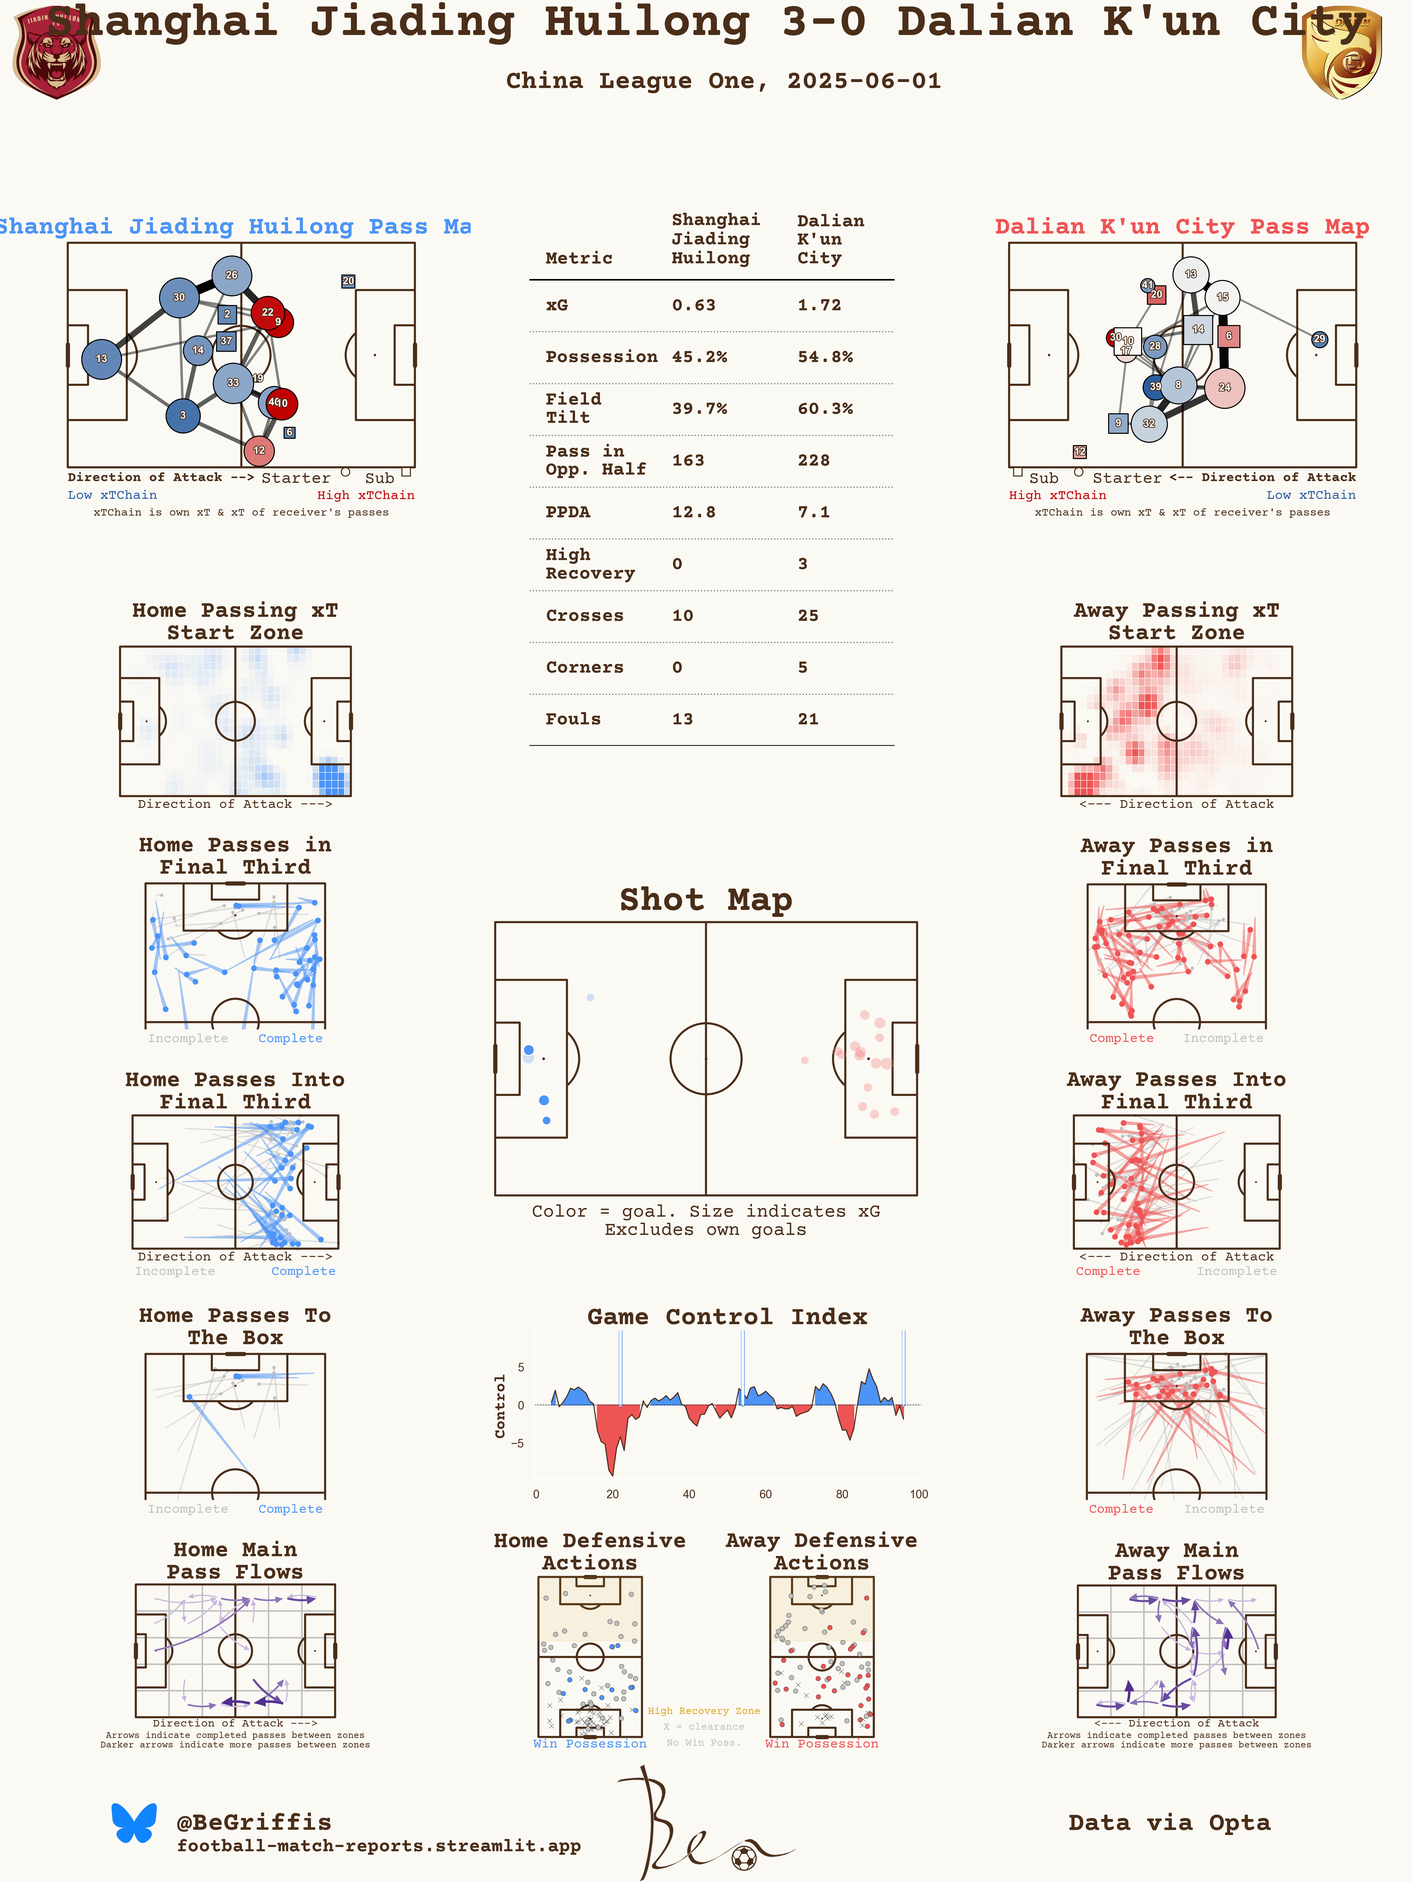 Shanghai Jiading Huilong 3-0 Dalian K'un City
China League One, 2025-06-01
Shanghai Jiading Huilong Pass Ma
26
20
30
22
9
2
37
14
13
33
19
10
3
6
12
Direction of Attack --> Starter Sub
Low xTChain High xTChain
xTChain is own xT & xT of receiver's passes
Metric Shanghai Jiading Huilong Dalian K'un City
xG 0.63 1.72
Possession 45.2% 54.8%
Field Tilt 39.7% 60.3%
Pass in Opp. Half 163 228
PPDA 12.8 7.1
High Recovery 0 3
Crosses 10 25
Corners 0 5
Fouls 13 21
Dalian K'un City Pass Map
13
41
20
15
14
30
10
17
28
6
29
39
8
24
9
32
12
Sub Starter <-- Direction of Attack
High xTChain Low xTChain
xTChain is own xT & xT of receiver's passes
Home Passing xT
Start Zone
Direction of Attack --->
Away Passing xT
Start Zone
<--- Direction of Attack
Home Passes in
Final Third
Incomplete Complete
Away Passes in
Final Third
Complete Incomplete
Shot Map
Color = goal. Size indicates xG
Excludes own goals
Home Passes Into
Final Third
Direction of Attack --->
Incomplete Complete
Away Passes Into
Final Third
<--- Direction of Attack
Complete Incomplete
Home Passes To
The Box
Incomplete Complete
Game Control Index
Control
5
0
−5
0 20 40 60 80 100
Away Passes To
The Box
Complete Incomplete
Home Main
Pass Flows
Direction of Attack --->
Arrows indicate completed passes between zones
Darker arrows indicate more passes between zones
Home Defensive
Actions
Win Possession
High Recovery Zone
X = clearance
No Win Poss.
Away Defensive
Actions
Win Possession
Away Main
Pass Flows
<--- Direction of Attack
Arrows indicate completed passes between zones
Darker arrows indicate more passes between zones
@BeGriffis
football-match-reports.streamlit.app
Ben
Data via Opta